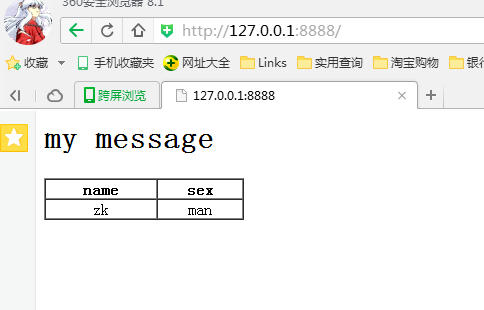 360安全浏览器 8.1
http://127.0.0.1:8888/
收藏 手机收藏夹 网址大全 Links 实用查询 淘宝购物 银行
跨屏浏览 127.0.0.1:8888
my message
name sex
zk man